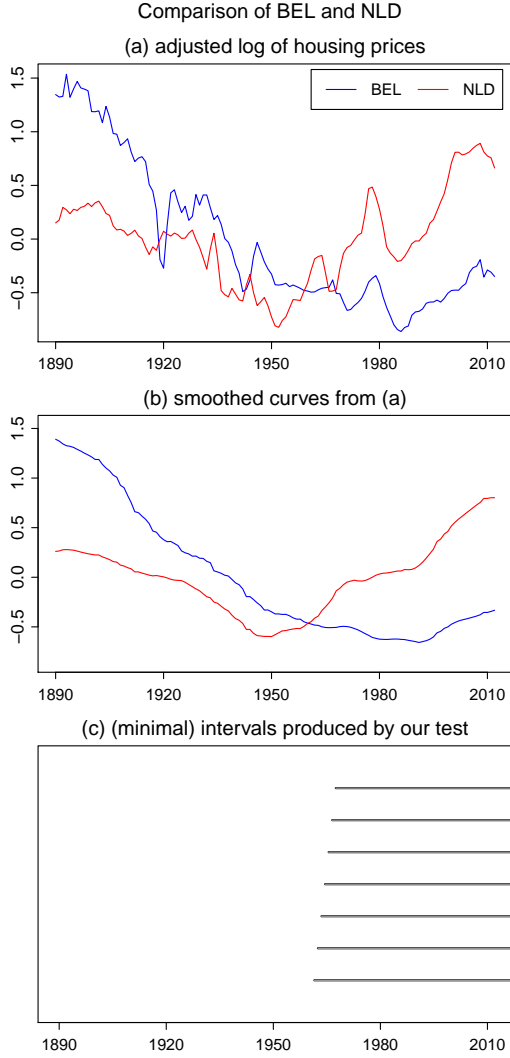 Comparison of BEL and NLD
(a) adjusted log of housing prices
BEL NLD
1.5
1.0
0.5
0.0
−0.5
1890 1920 1950 1980 2010
(b) smoothed curves from (a)
1.5
1.0
0.5
0.0
−0.5
1890 1920 1950 1980 2010
(c) (minimal) intervals produced by our test
1890 1920 1950 1980 2010